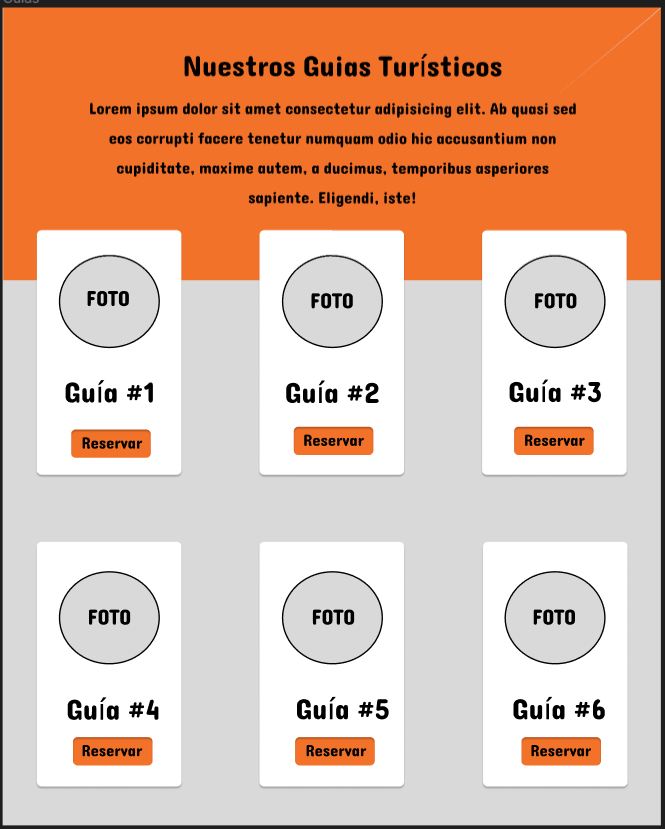 Nuestros Guias Turísticos
Lorem ipsum dolor sit amet consectetur adipisicing elit. Ab quasi sed
eos corrupti facere tenetur numquam odio hic accusantium non
cupiditate, maxime autem, a ducimus, temporibus asperiores
sapiente. Eligendi, iste!
FOTO
FOTO
FOTO
Guía #1
Guía #2
Guía #3
Reservar
Reservar
Reservar
FOTO
FOTO
FOTO
Guía #4
Guía #5
Guía #6
Reservar
Reservar
Reservar